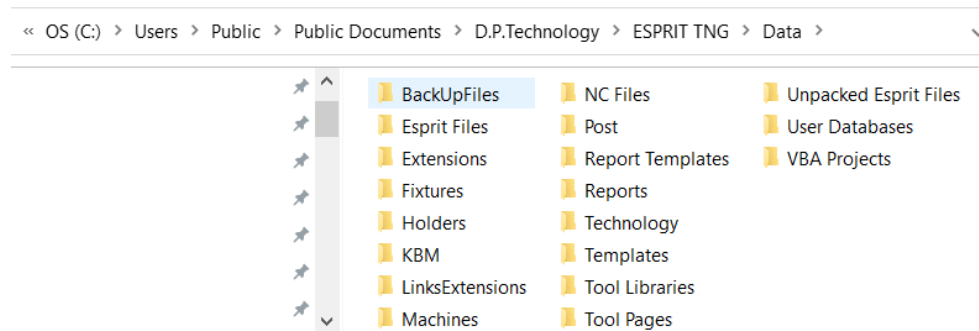 « OS (C:) > Users > Public > Public Documents > D.P.Technology > ESPRIT TNG > Data >
BackUpFiles
Esprit Files
Extensions
Fixtures
Holders
KBM
LinksExtensions
Machines
NC Files
Post
Report Templates
Reports
Technology
Templates
Tool Libraries
Tool Pages
Unpacked Esprit Files
User Databases
VBA Projects